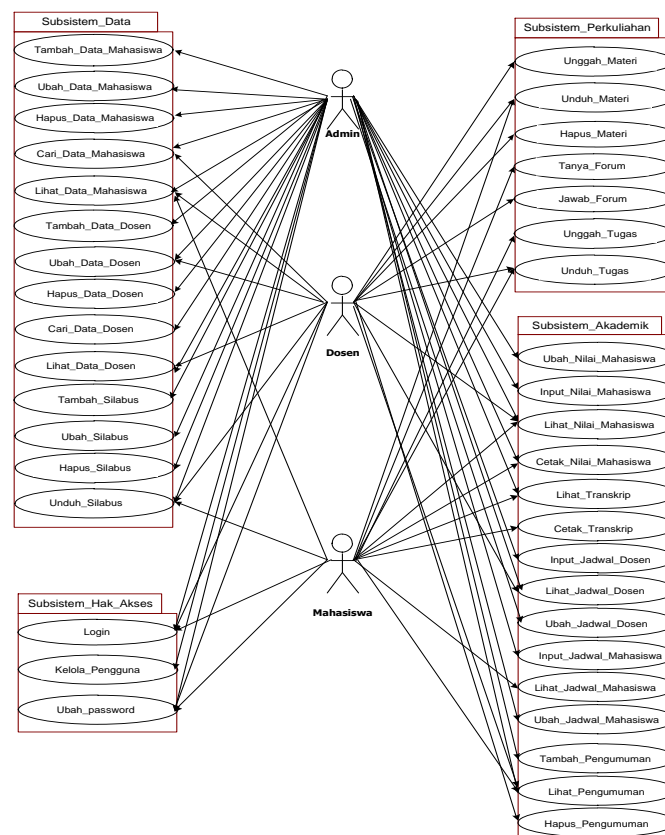 Subsistem_Data
Tambah_Data_Mahasiswa
Ubah_Data_Mahasiswa
Hapus_Data_Mahasiswa
Cari_Data_Mahasiswa
Lihat_Data_Mahasiswa
Tambah_Data_Dosen
Ubah_Data_Dosen
Hapus_Data_Dosen
Cari_Data_Dosen
Lihat_Data_Dosen
Tambah_Silabus
Ubah_Silabus
Hapus_Silabus
Unduh_Silabus
Subsistem_Hak_Akses
Login
Kelola_Pengguna
Ubah_password
Admin
Dosen
Mahasiswa
Subsistem_Perkuliahan
Unggah_Materi
Unduh_Materi
Hapus_Materi
Tanya_Forum
Jawab_Forum
Unggah_Tugas
Unduh_Tugas
Subsistem_Akademik
Ubah_Nilai_Mahasiswa
Input_Nilai_Mahasiswa
Lihat_Nilai_Mahasiswa
Cetak_Nilai_Mahasiswa
Lihat_Transkrip
Cetak_Transkrip
Input_Jadwal_Dosen
Lihat_Jadwal_Dosen
Ubah_Jadwal_Dosen
Input_Jadwal_Mahasiswa
Lihat_Jadwal_Mahasiswa
Ubah_Jadwal_Mahasiswa
Tambah_Pengumuman
Lihat_Pengumuman
Hapus_Pengumuman